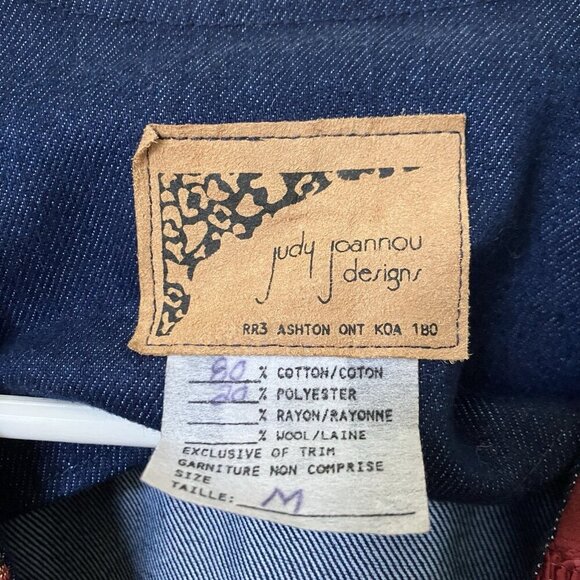 judy joannou
designs
RR3 ASHTON ONT K0A 1B0
80 % COTTON/COTON
20 % POLYESTER
% RAYON/RAYONNE
% WOOL/LAINE
EXCLUSIVE OF TRIM
GARNITURE NON COMPRISE
SIZE
TAILLE: M